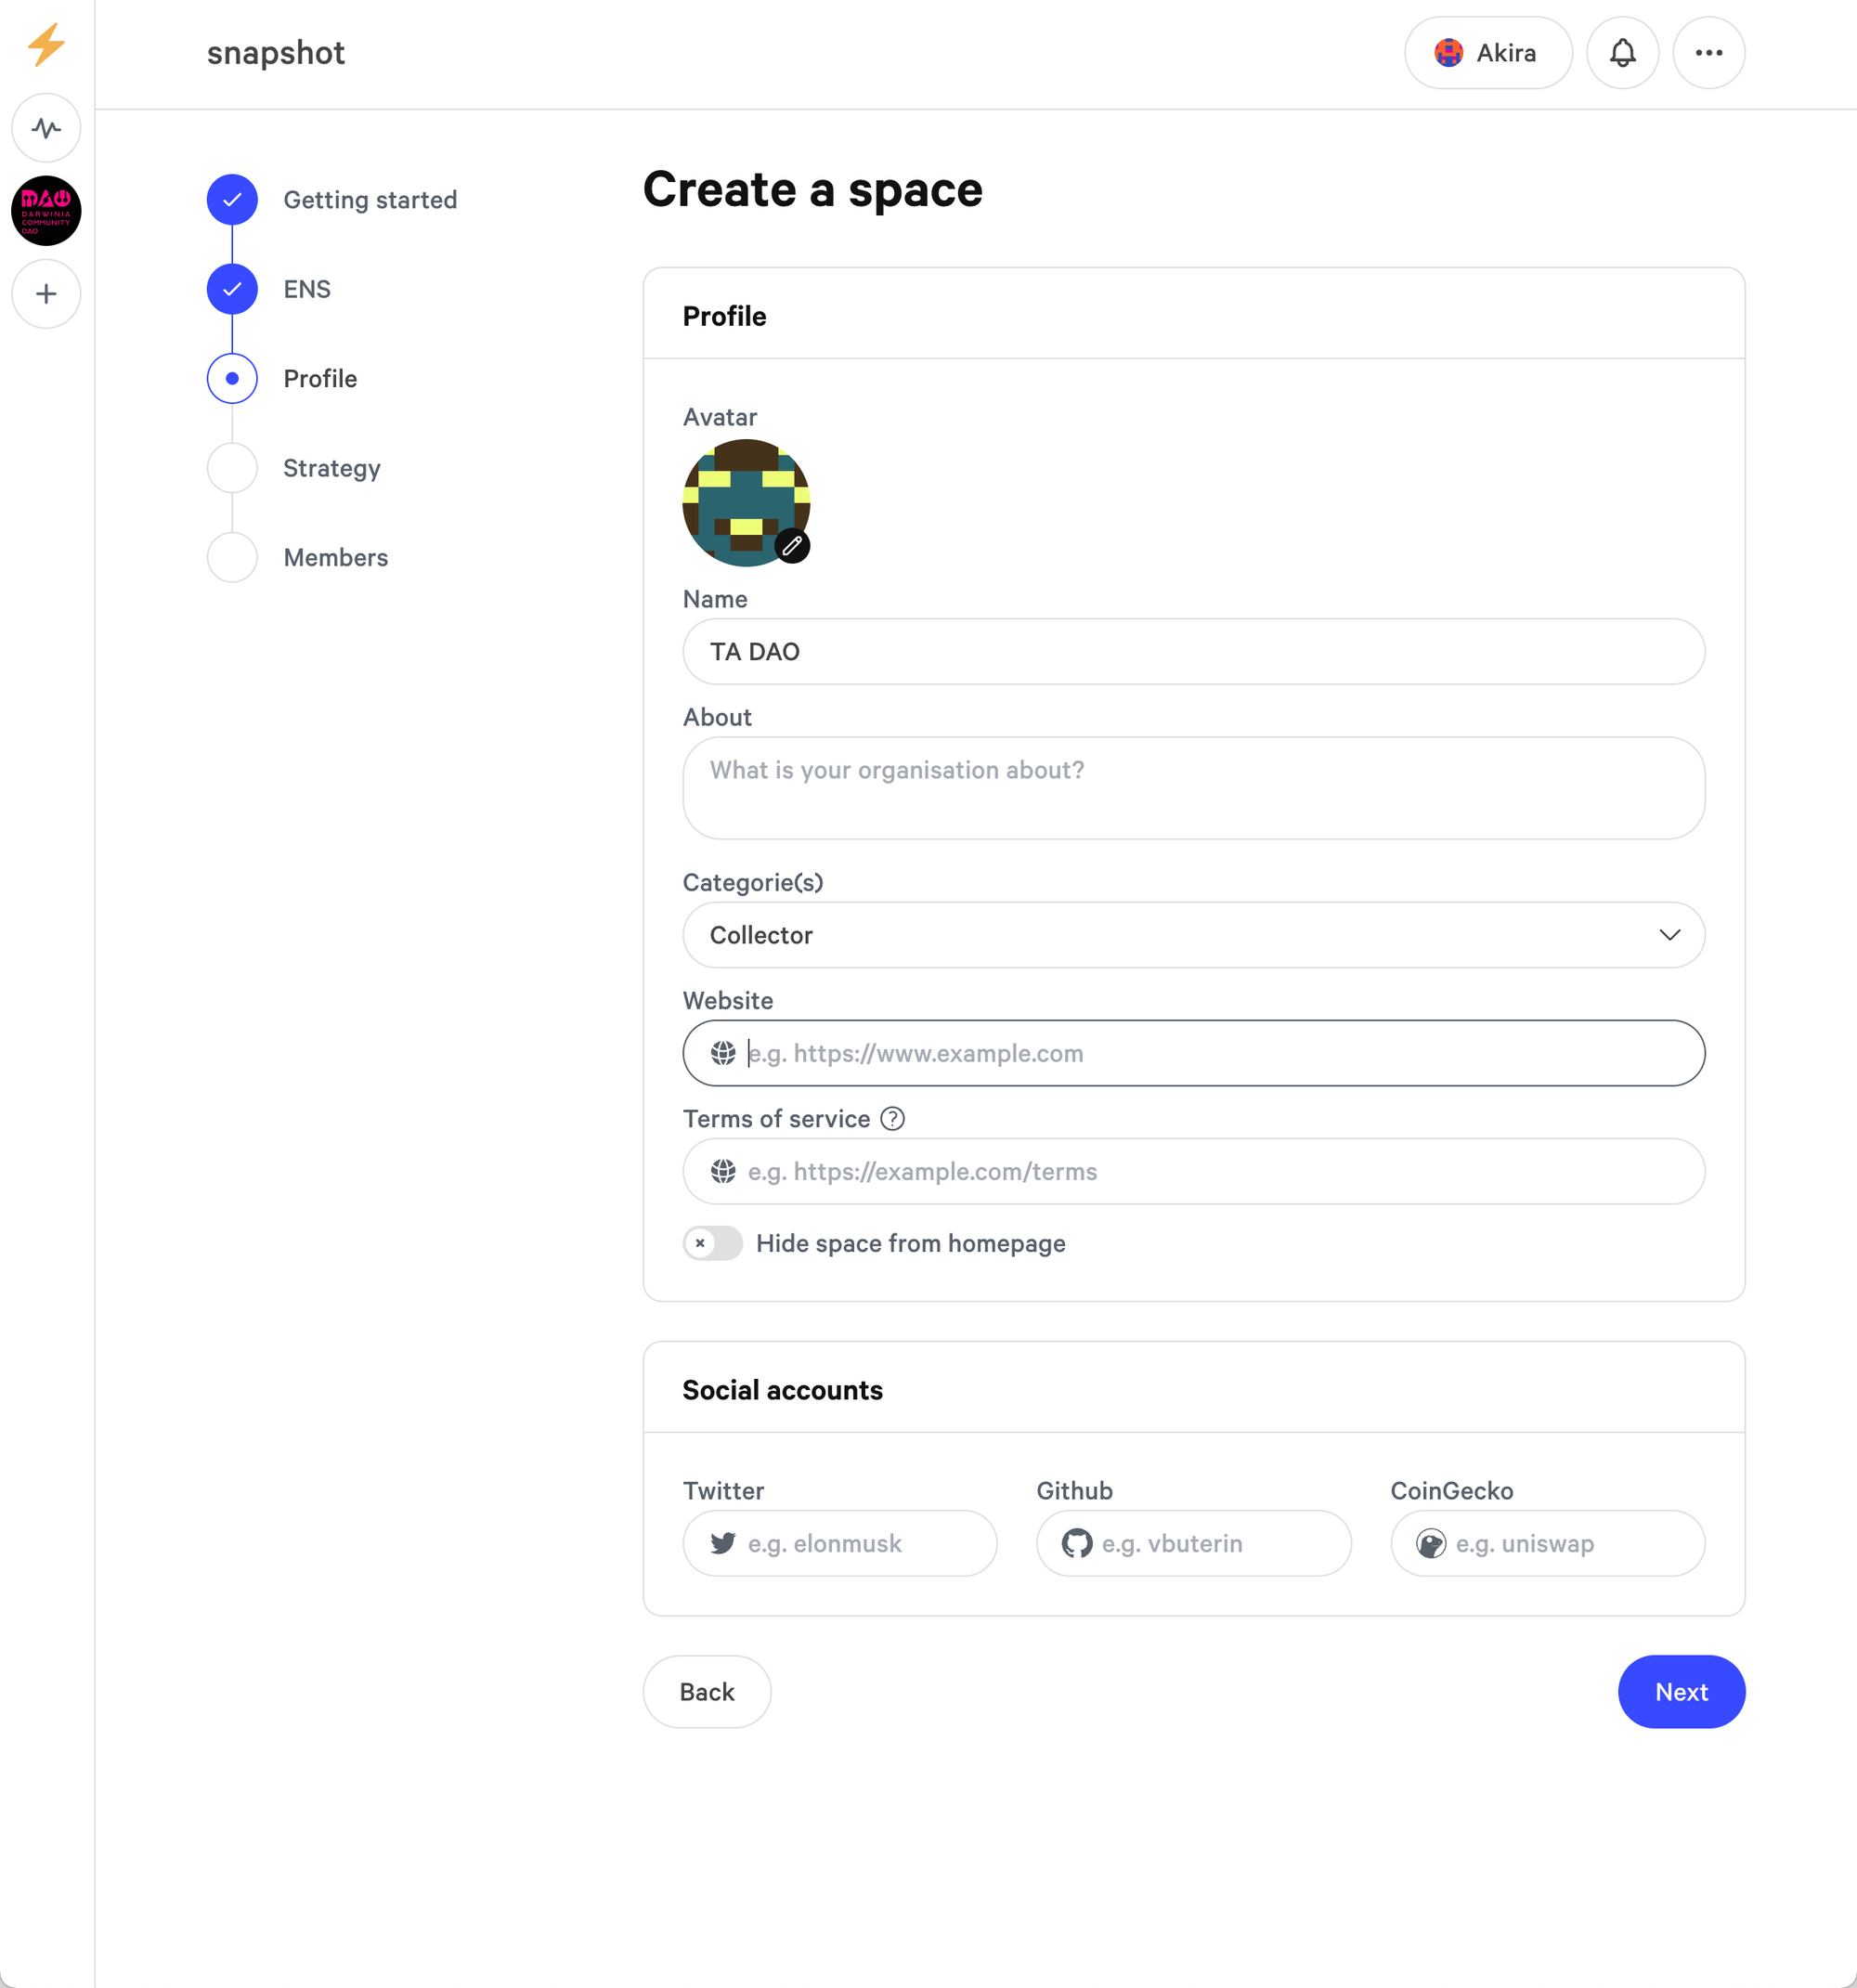 snapshot
Akira
DAO
DARWINIA
COMMUNITY
DAO
Getting started
ENS
Profile
Strategy
Members
Create a space
Profile
Avatar
Name
TA DAO
About
What is your organisation about?
Categorie(s)
Collector
Website
e.g. https://www.example.com
Terms of service ?
e.g. https://example.com/terms
Hide space from homepage
Social accounts
Twitter Github CoinGecko
e.g. elonmusk e.g. vbuterin e.g. uniswap
Back Next